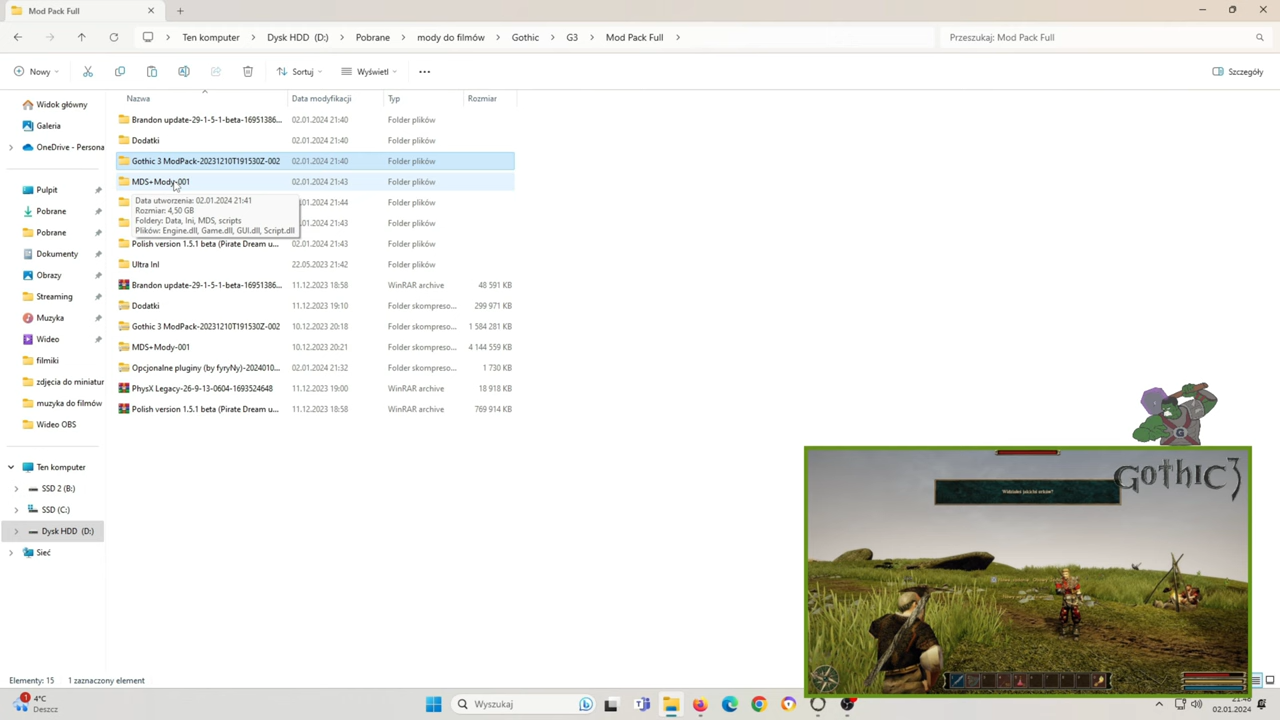 Mod Pack Full
Ten komputer
Dysk HDD (D:)
Pobrane
mody do filmów
Gothic
G3
Mod Pack Full
Przeszukaj: Mod Pack Full
Nowy
Sortuj
Wyświetl
Szczegóły
Nazwa
Data modyfikacji
Typ
Rozmiar
Widok główny
Galeria
OneDrive - Persona
Pulpit
Pobrane
Pobrane
Dokumenty
Obrazy
Streaming
Muzyka
Wideo
filmiki
zdjęcia do miniatur
muzyka do filmów
Wideo OBS
Ten komputer
SSD 2 (B:)
SSD (C:)
Dysk HDD (D:)
Sieć
Brandon update-29-1-5-1-beta-16951386... 02.01.2024 21:40 Folder plików
Dodatki 02.01.2024 21:40 Folder plików
Gothic 3 ModPack-20231210T191530Z-002 02.01.2024 21:40 Folder plików
MDS+Mody-001 02.01.2024 21:43 Folder plików
02.01.2024 21:44 Folder plików
02.01.2024 21:43 Folder plików
Data utworzenia: 02.01.2024 21:41
Rozmiar: 4,50 GB
Foldery: Data, Ini, MDS, scripts
Plików: Engine.dll, Game.dll, GUI.dll, Script.dll
Polish version 1.5.1 beta (Pirate Dream u... 02.01.2024 21:43 Folder plików
Ultra InI 22.05.2023 21:42 Folder plików
Brandon update-29-1-5-1-beta-16951386... 11.12.2023 18:58 WinRAR archive 48 591 KB
Dodatki 11.12.2023 19:10 Folder skompreso... 299 971 KB
Gothic 3 ModPack-20231210T191530Z-002 10.12.2023 20:18 Folder skompreso... 1 584 281 KB
MDS+Mody-001 10.12.2023 20:21 Folder skompreso... 4 144 559 KB
Opcjonalne pluginy (by fyryNy)-2024010... 02.01.2024 21:32 Folder skompreso... 1 730 KB
PhysX Legacy-26-9-13-0604-1693524648 11.12.2023 19:00 WinRAR archive 18 918 KB
Polish version 1.5.1 beta (Pirate Dream u... 11.12.2023 18:58 WinRAR archive 769 914 KB
GOTHIC 3
Widziałeś jakichś orków?
Elementy: 15
1 zaznaczony element
1
4°C
Deszcz
Wyszukaj
02.01.2024